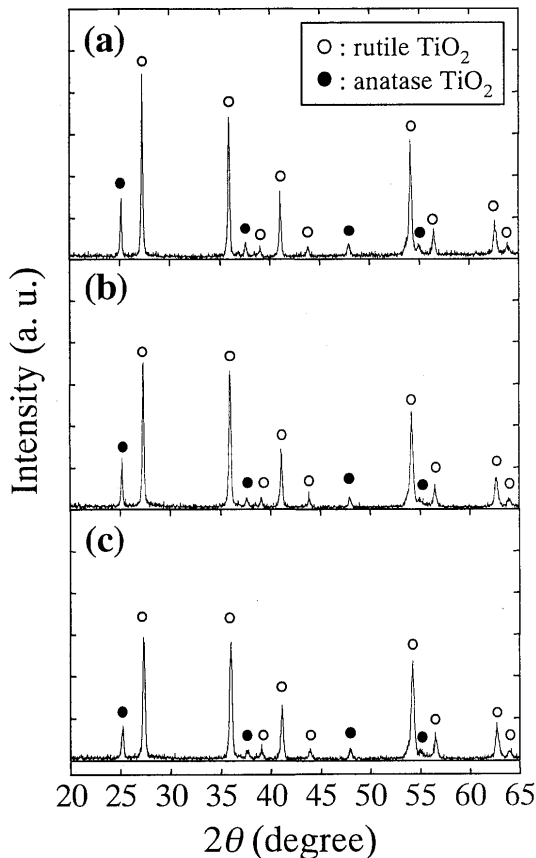 (a)
○ : rutile TiO₂
● : anatase TiO₂
(b)
(c)
Intensity (a. u.)
20 25 30 35 40 45 50 55 60 65
2θ (degree)